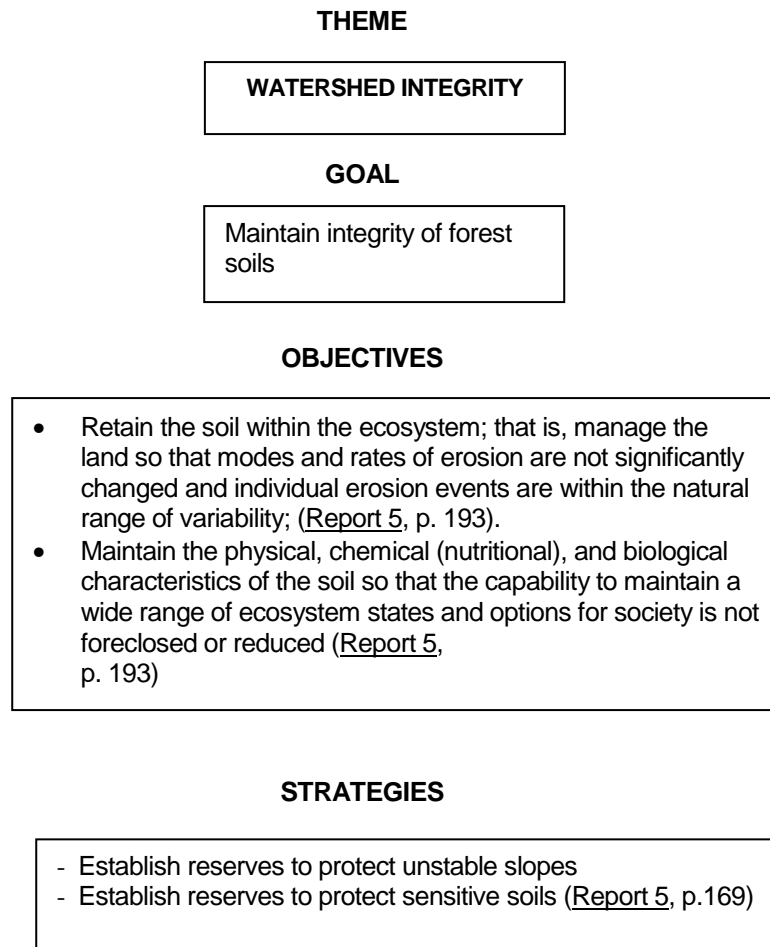 THEME
WATERSHED INTEGRITY
GOAL
Maintain integrity of forest
soils
OBJECTIVES
• Retain the soil within the ecosystem; that is, manage the
land so that modes and rates of erosion are not significantly
changed and individual erosion events are within the natural
range of variability; (Report 5, p. 193).
• Maintain the physical, chemical (nutritional), and biological
characteristics of the soil so that the capability to maintain a
wide range of ecosystem states and options for society is not
foreclosed or reduced (Report 5,
p. 193)
STRATEGIES
- Establish reserves to protect unstable slopes
- Establish reserves to protect sensitive soils (Report 5, p.169)